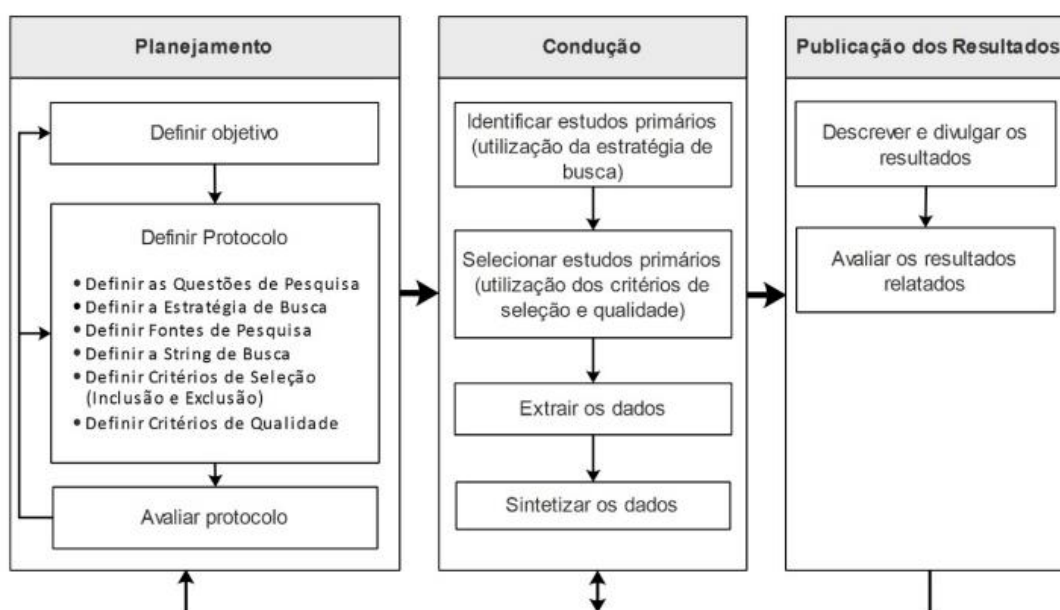 Planejamento
Definir objetivo
Definir Protocolo
• Definir as Questões de Pesquisa
• Definir a Estratégia de Busca
• Definir Fontes de Pesquisa
• Definir a String de Busca
• Definir Critérios de Seleção
(Inclusão e Exclusão)
• Definir Critérios de Qualidade
Avaliar protocolo
Condução
Identificar estudos primários
(utilização da estratégia de
busca)
Selecionar estudos primários
(utilização dos critérios de
seleção e qualidade)
Extrair os dados
Sintetizar os dados
Publicação dos Resultados
Descrever e divulgar os
resultados
Avaliar os resultados
relatados